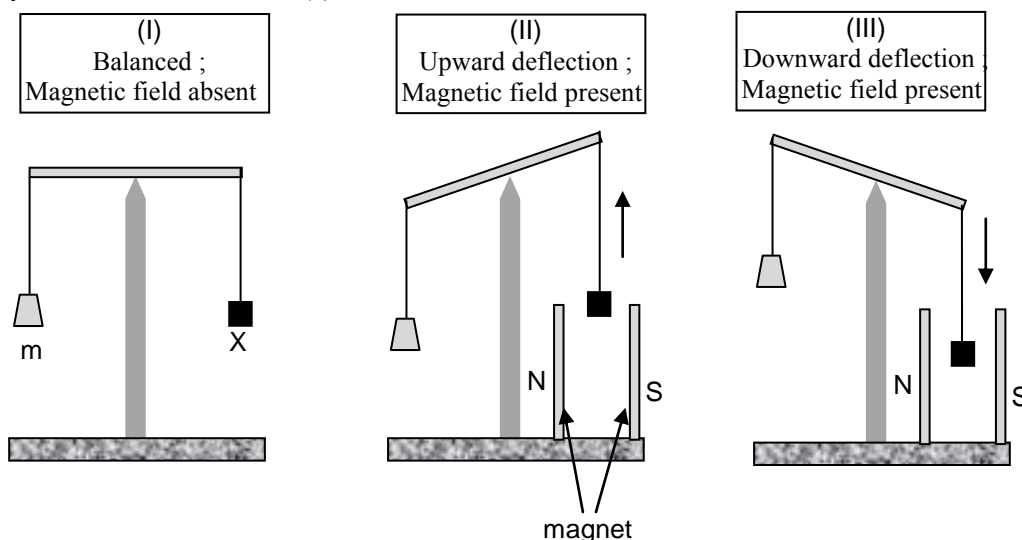 (I)
Balanced ;
Magnetic field absent
(II)
Upward deflection ;
Magnetic field present
(III)
Downward deflection ;
Magnetic field present
m
X
N
S
N
S
magnet